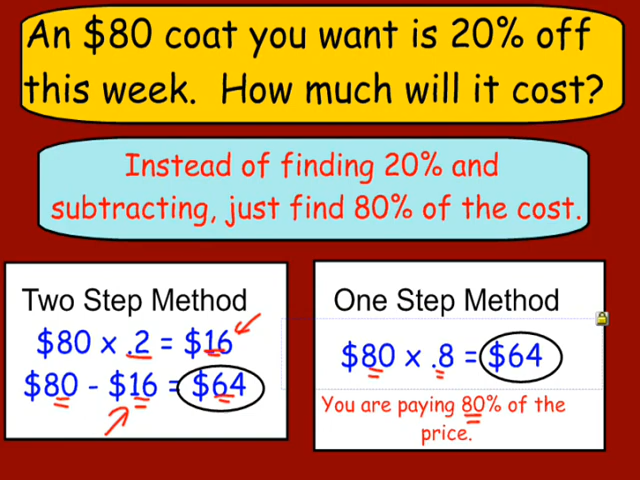 An $80 coat you want is 20% off
this week.  How much will it cost?
Instead of finding 20% and
subtracting, just find 80% of the cost.
Two Step Method
$80 x .2 = $16
$80 - $16 = $64
One Step Method
$80 x .8 = $64
You are paying 80% of the
price.